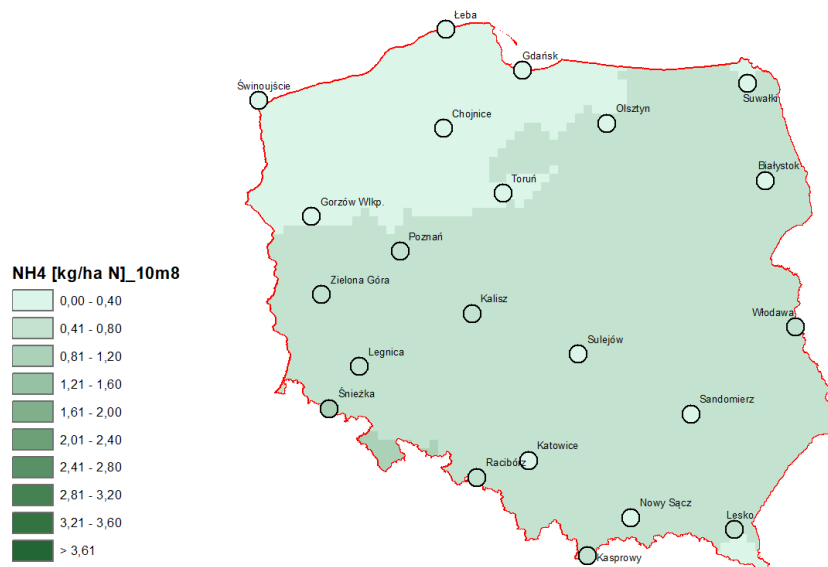 Łeba
Gdańsk
Świnoujście
Suwałki
Chojnice
Olsztyn
Białystok
Toruń
Gorzów Wlkp.
Poznań
NH4 [kg/ha N]_10m8
0,00 - 0,40
0,41 - 0,80
0,81 - 1,20
1,21 - 1,60
1,61 - 2,00
2,01 - 2,40
2,41 - 2,80
2,81 - 3,20
3,21 - 3,60
> 3,61
Zielona Góra
Kalisz
Włodawa
Sulejów
Legnica
Śnieżka
Sandomierz
Katowice
Racibórz
Nowy Sącz
Lesko
Kasprowy